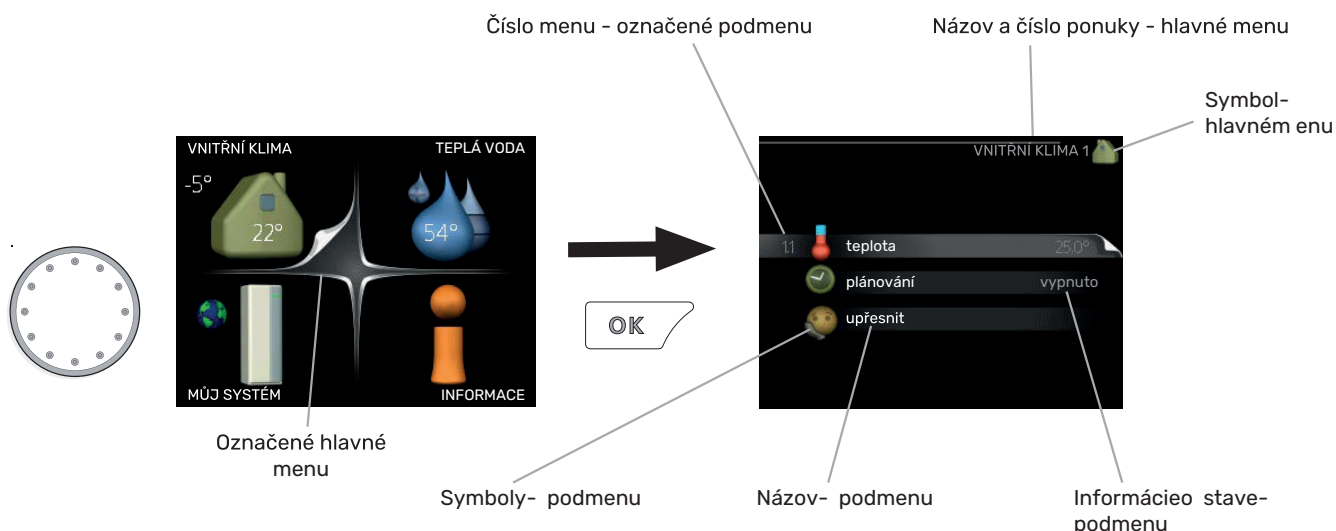 Číslo menu - označené podmenu
Názov a číslo ponuky - hlavné menu
Symbol-
hlavném enu
VNITŘNÍ KLIMA
TEPLÁ VODA
-5°
22°
54°
MŮJ SYSTÉM
INFORMACE
OK
VNITŘNÍ KLIMA 1
1.1 teplota 25.0°
plánování vypnuto
upřesnit
Označené hlavné
menu
Symboly- podmenu
Názov- podmenu
Informácieo stave-
podmenu